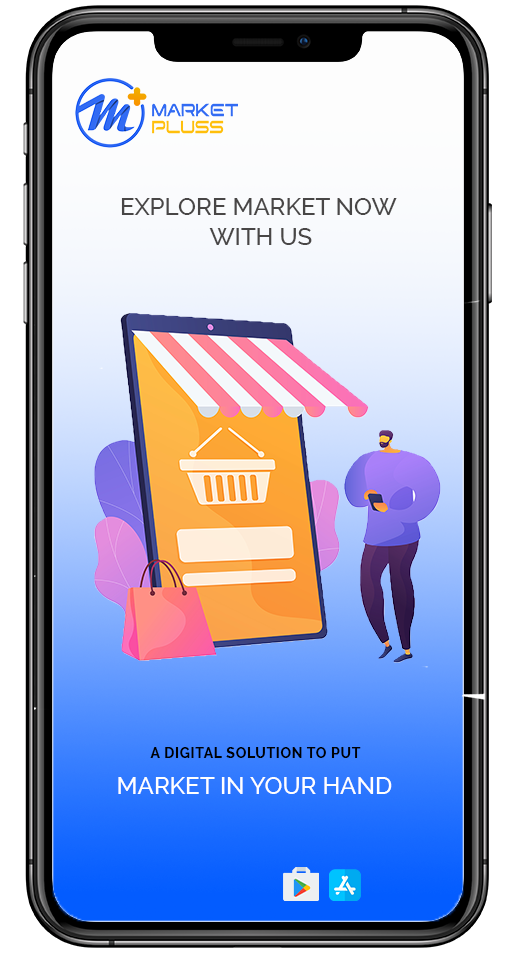 MARKET
PLUSS
EXPLORE MARKET NOW
WITH US
A DIGITAL SOLUTION TO PUT
MARKET IN YOUR HAND